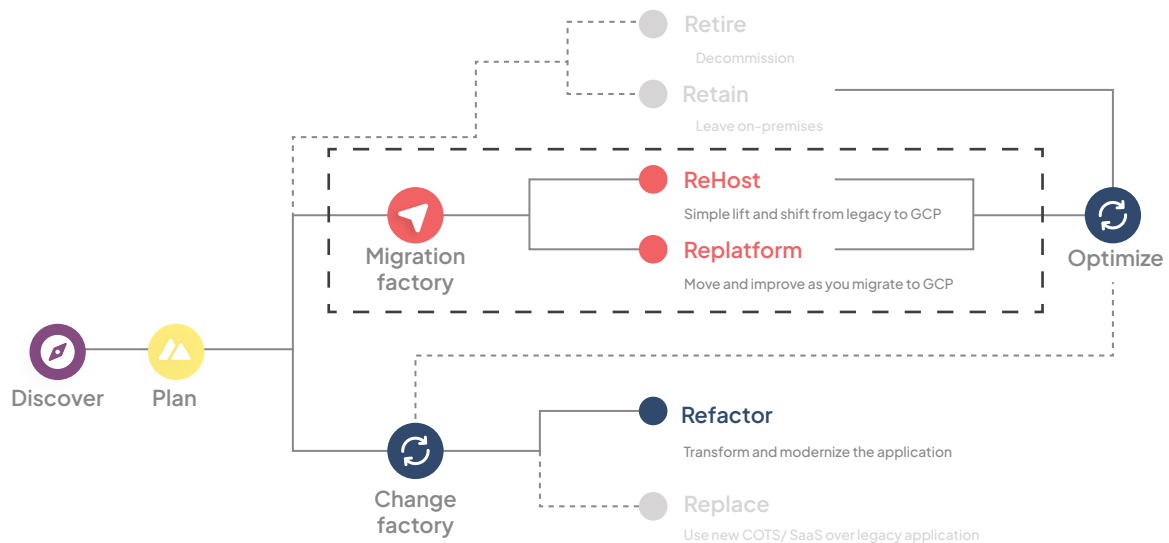 Retire
Decommission
Retain
Leave on-premises
ReHost
Simple lift and shift from legacy to GCP
Migration
factory
Replatform
Move and improve as you migrate to GCP
Optimize
Discover
Plan
Refactor
Transform and modernize the application
Change
factory
Replace
Use new COTS/ SaaS over legacy application